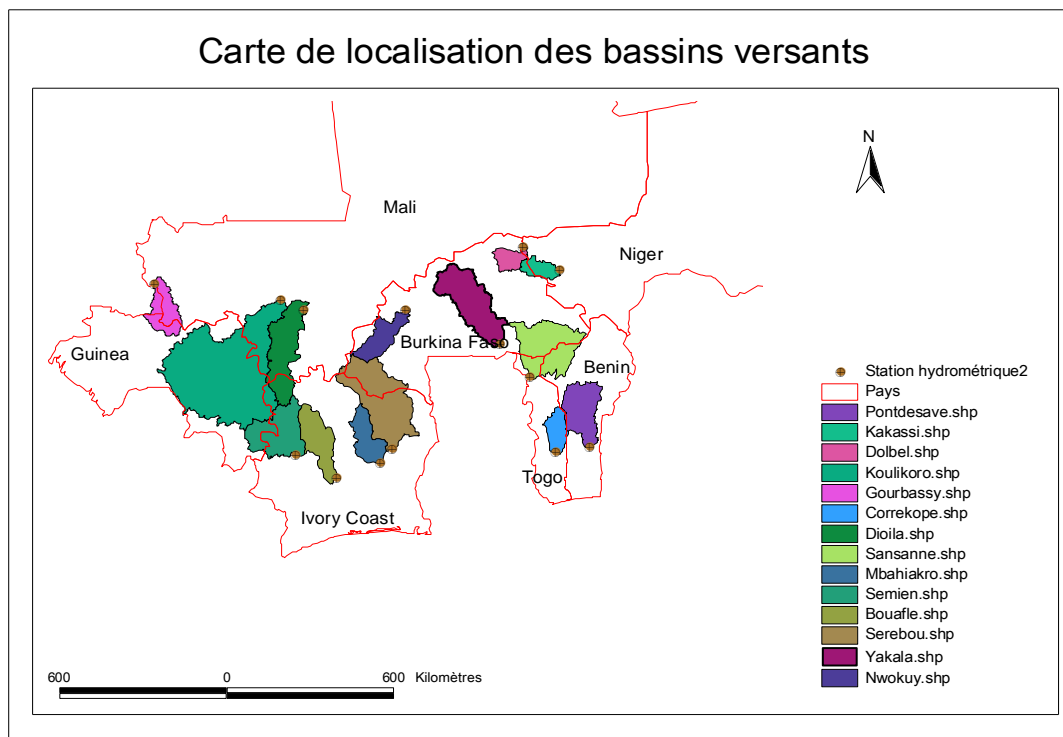 Carte de localisation des bassins versants
N
Mali
Niger
Guinea
Burkina Faso
Benin
Togo
Ivory Coast
Station hydrométrique2
Pays
Pontdesave.shp
Kakassi.shp
Dolbel.shp
Koulikoro.shp
Gourbassy.shp
Correkope.shp
Dioila.shp
Sansanne.shp
Mbahiakro.shp
Semien.shp
Bouafle.shp
Serebou.shp
Yakala.shp
Nwokuy.shp
600 0 600 Kilomètres